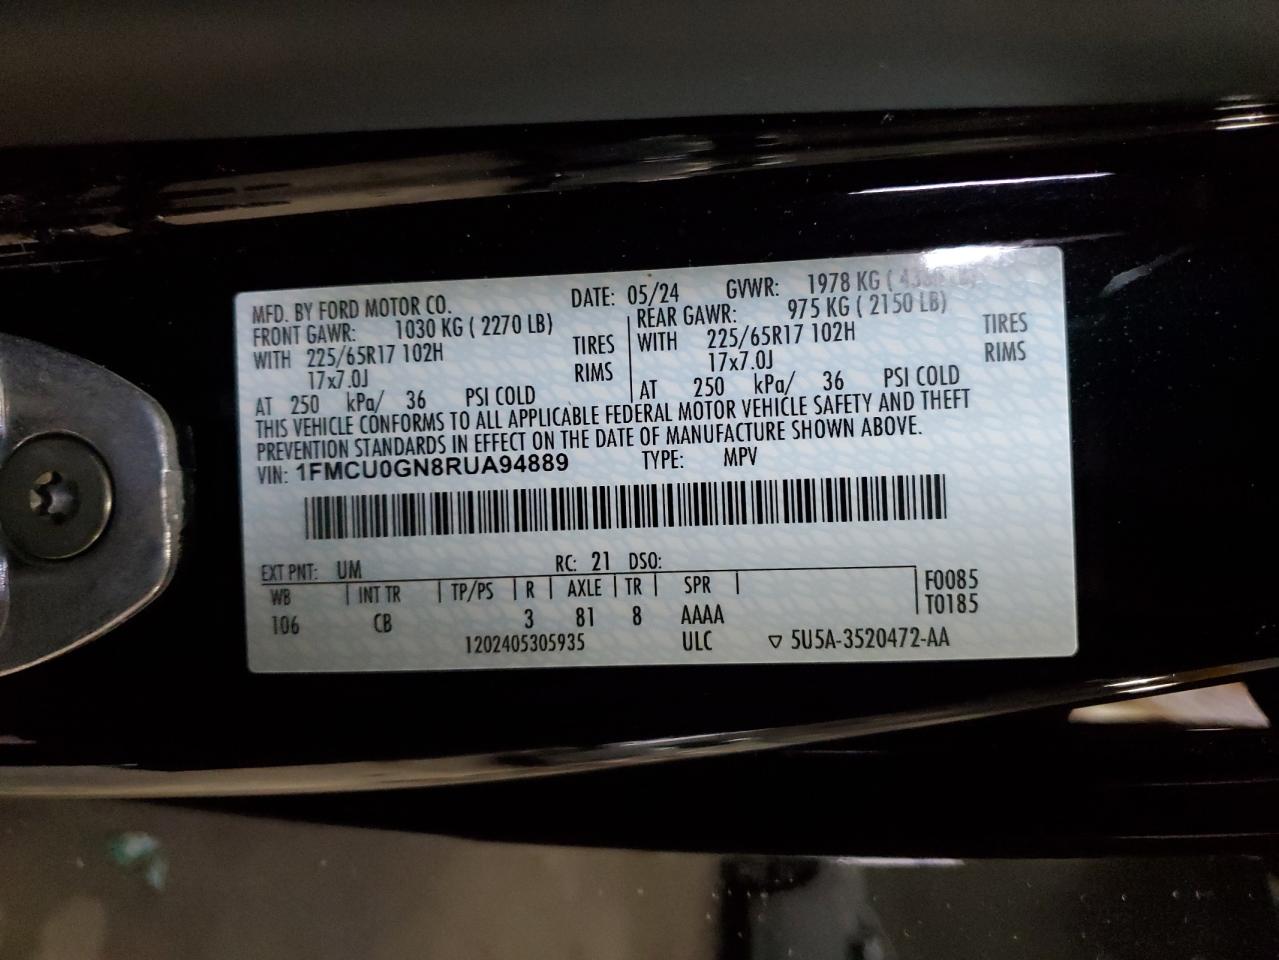 MFD. BY FORD MOTOR CO. DATE: 05/24 GVWR: 1978 KG (
FRONT GAWR: 1030 KG ( 2270 LB) REAR GAWR: 975 KG ( 2150 LB)
WITH 225/65R17 102H TIRES WITH 225/65R17 102H TIRES
17x7.0J RIMS 17x7.0J RIMS
AT 250 kPa/ 36 PSI COLD AT 250 kPa/ 36 PSI COLD
THIS VEHICLE CONFORMS TO ALL APPLICABLE FEDERAL MOTOR VEHICLE SAFETY AND THEFT
PREVENTION STANDARDS IN EFFECT ON THE DATE OF MANUFACTURE SHOWN ABOVE.
VIN: 1FMCU0GN8RUA94889 TYPE: MPV
EXT PNT: UM RC: 21 DSO:
WB INT TR TP/PS R AXLE TR SPR F0085
106 CB 3 81 8 AAAA T0185
1202405305935 ULC ▽ 5U5A-3520472-AA